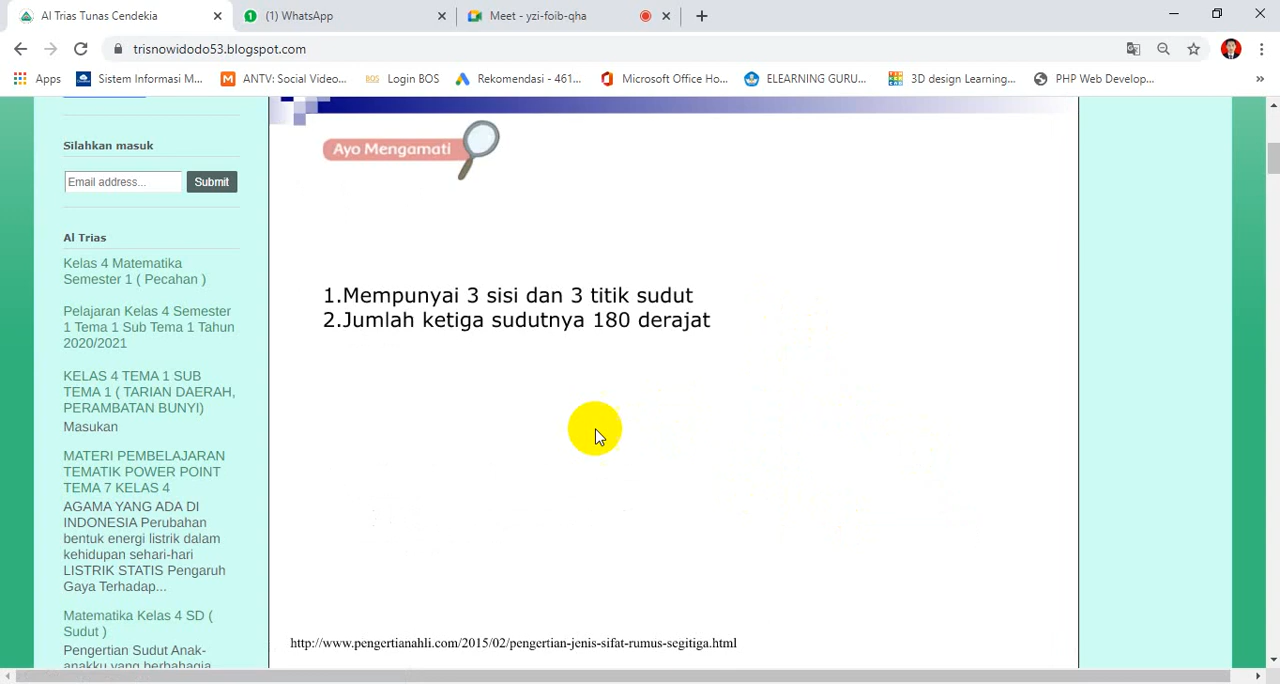 Al Trias Tunas Cendekia
(1) WhatsApp
Meet - yzi-foib-qha
trisnowidodo53.blogspot.com
Apps
Sistem Informasi M...
ANTV: Social Video...
Login BOS
Rekomendasi - 461...
Microsoft Office Ho...
ELEARNING GURU...
3D design Learning...
PHP Web Develop...
»
Silahkan masuk
Email address...
Submit
Al Trias
Kelas 4 Matematika
Semester 1 ( Pecahan )
Pelajaran Kelas 4 Semester
1 Tema 1 Sub Tema 1 Tahun
2020/2021
KELAS 4 TEMA 1 SUB
TEMA 1 ( TARIAN DAERAH,
PERAMBATAN BUNYI)
Masukan
MATERI PEMBELAJARAN
TEMATIK POWER POINT
TEMA 7 KELAS 4
AGAMA YANG ADA DI
INDONESIA Perubahan
bentuk energi listrik dalam
kehidupan sehari-hari
LISTRIK STATIS Pengaruh
Gaya Terhadap...
Matematika Kelas 4 SD (
Sudut )
Pengertian Sudut Anak-
anakku yang berbahagia
Ayo Mengamati
1.Mempunyai 3 sisi dan 3 titik sudut
2.Jumlah ketiga sudutnya 180 derajat
http://www.pengertianahli.com/2015/02/pengertian-jenis-sifat-rumus-segitiga.html